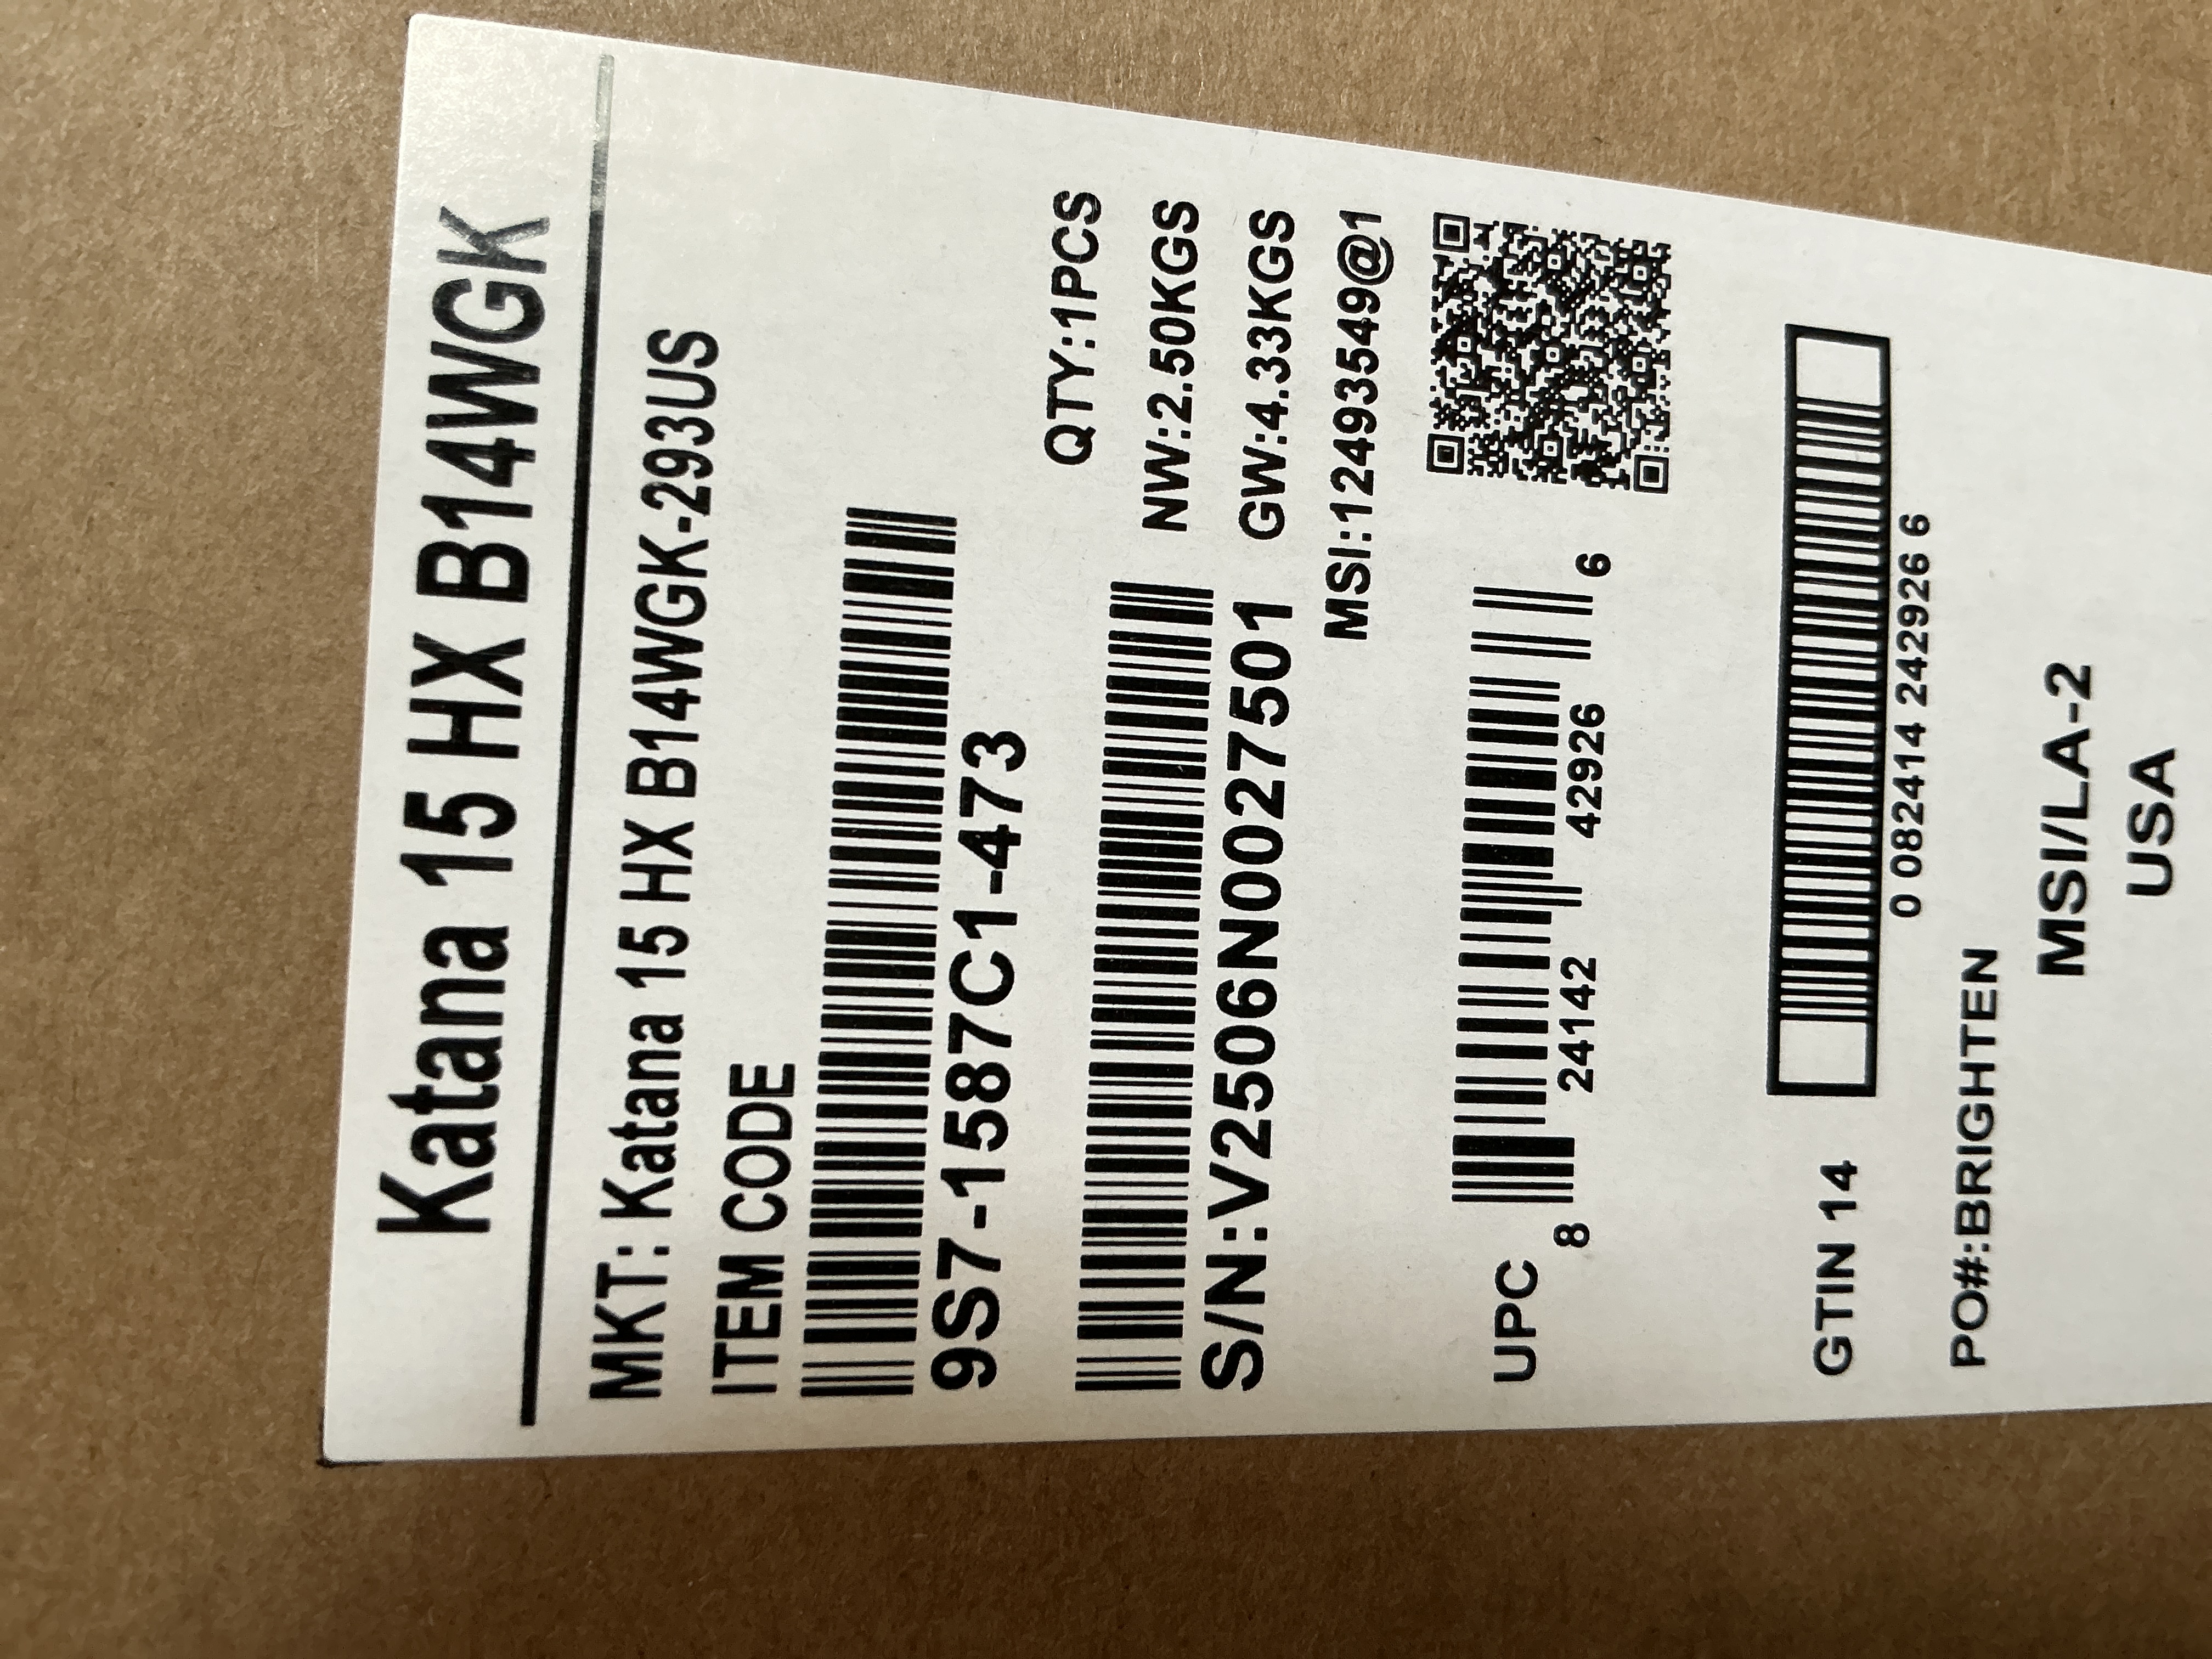 Katana 15 HX B14WGK
MKT: Katana 15 HX B14WGK-293US
ITEM CODE
9S7-1587C1-473
QTY:1PCS
NW:2.50KGS
S/N:V2506N0027501
GW:4.33KGS
MSI:12493549@1
UPC
8 24142 42926 6
GTIN 14
0 082414 242926 6
PO#:BRIGHTEN
MSI/LA-2
USA